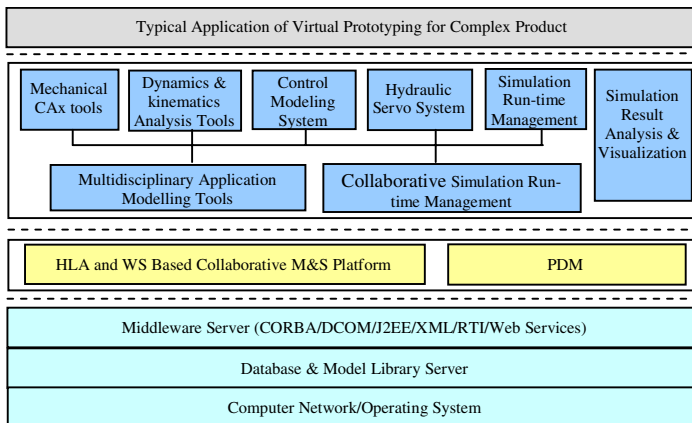 Typical Application of Virtual Prototyping for Complex Product
Mechanical
CAx tools
Dynamics &
kinematics
Analysis Tools
Control
Modeling
System
Hydraulic
Servo System
Simulation
Run-time
Management
Simulation
Result
Analysis &
Visualization
Multidisciplinary Application
Modelling Tools
Collaborative Simulation Run-
time Management
HLA and WS Based Collaborative M&S Platform
PDM
Middleware Server (CORBA/DCOM/J2EE/XML/RTI/Web Services)
Database & Model Library Server
Computer Network/Operating System